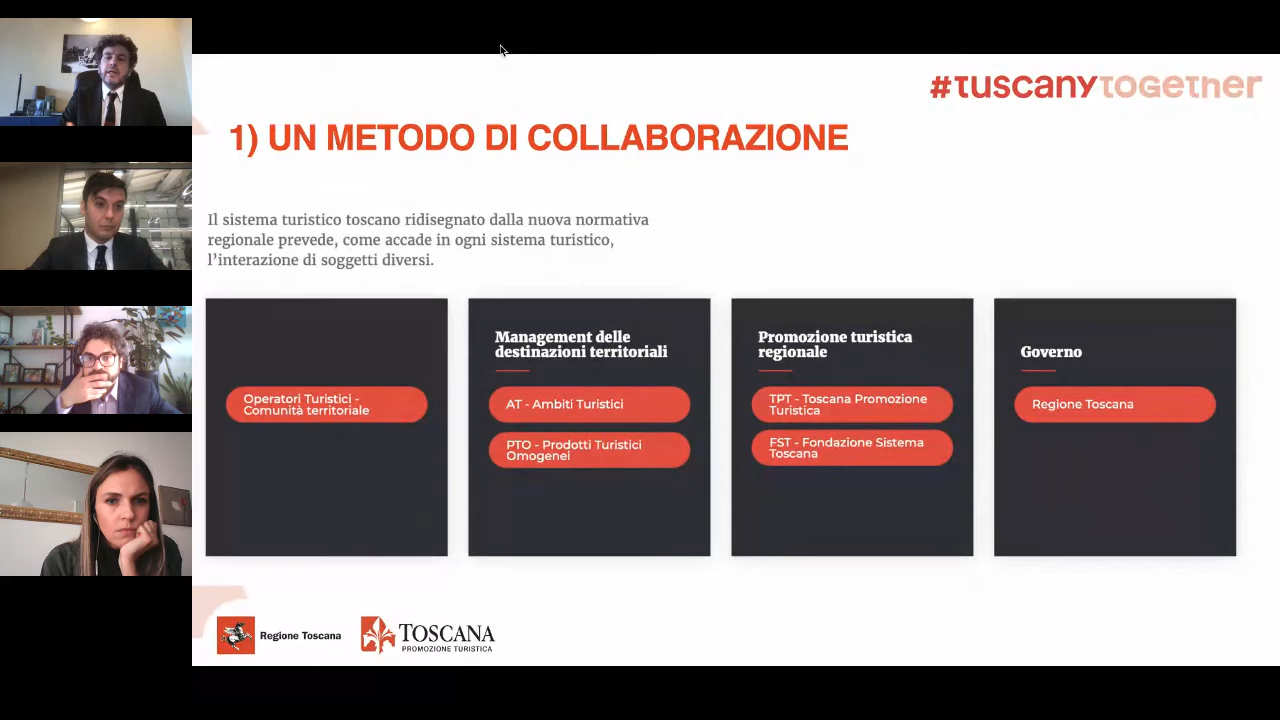 #tuscanytogether
1) UN METODO DI COLLABORAZIONE
Il sistema turistico toscano ridisegnato dalla nuova normativa
regionale prevede, come accade in ogni sistema turistico,
l'interazione di soggetti diversi.
Operatori Turistici -
Comunità territoriale
Management delle
destinazioni territoriali
AT - Ambiti Turistici
PTO - Prodotti Turistici
Omogenei
Promozione turistica
regionale
TPT - Toscana Promozione
Turistica
FST - Fondazione Sistema
Toscana
Governo
Regione Toscana
Regione Toscana
TOSCANA
PROMOZIONE TURISTICA